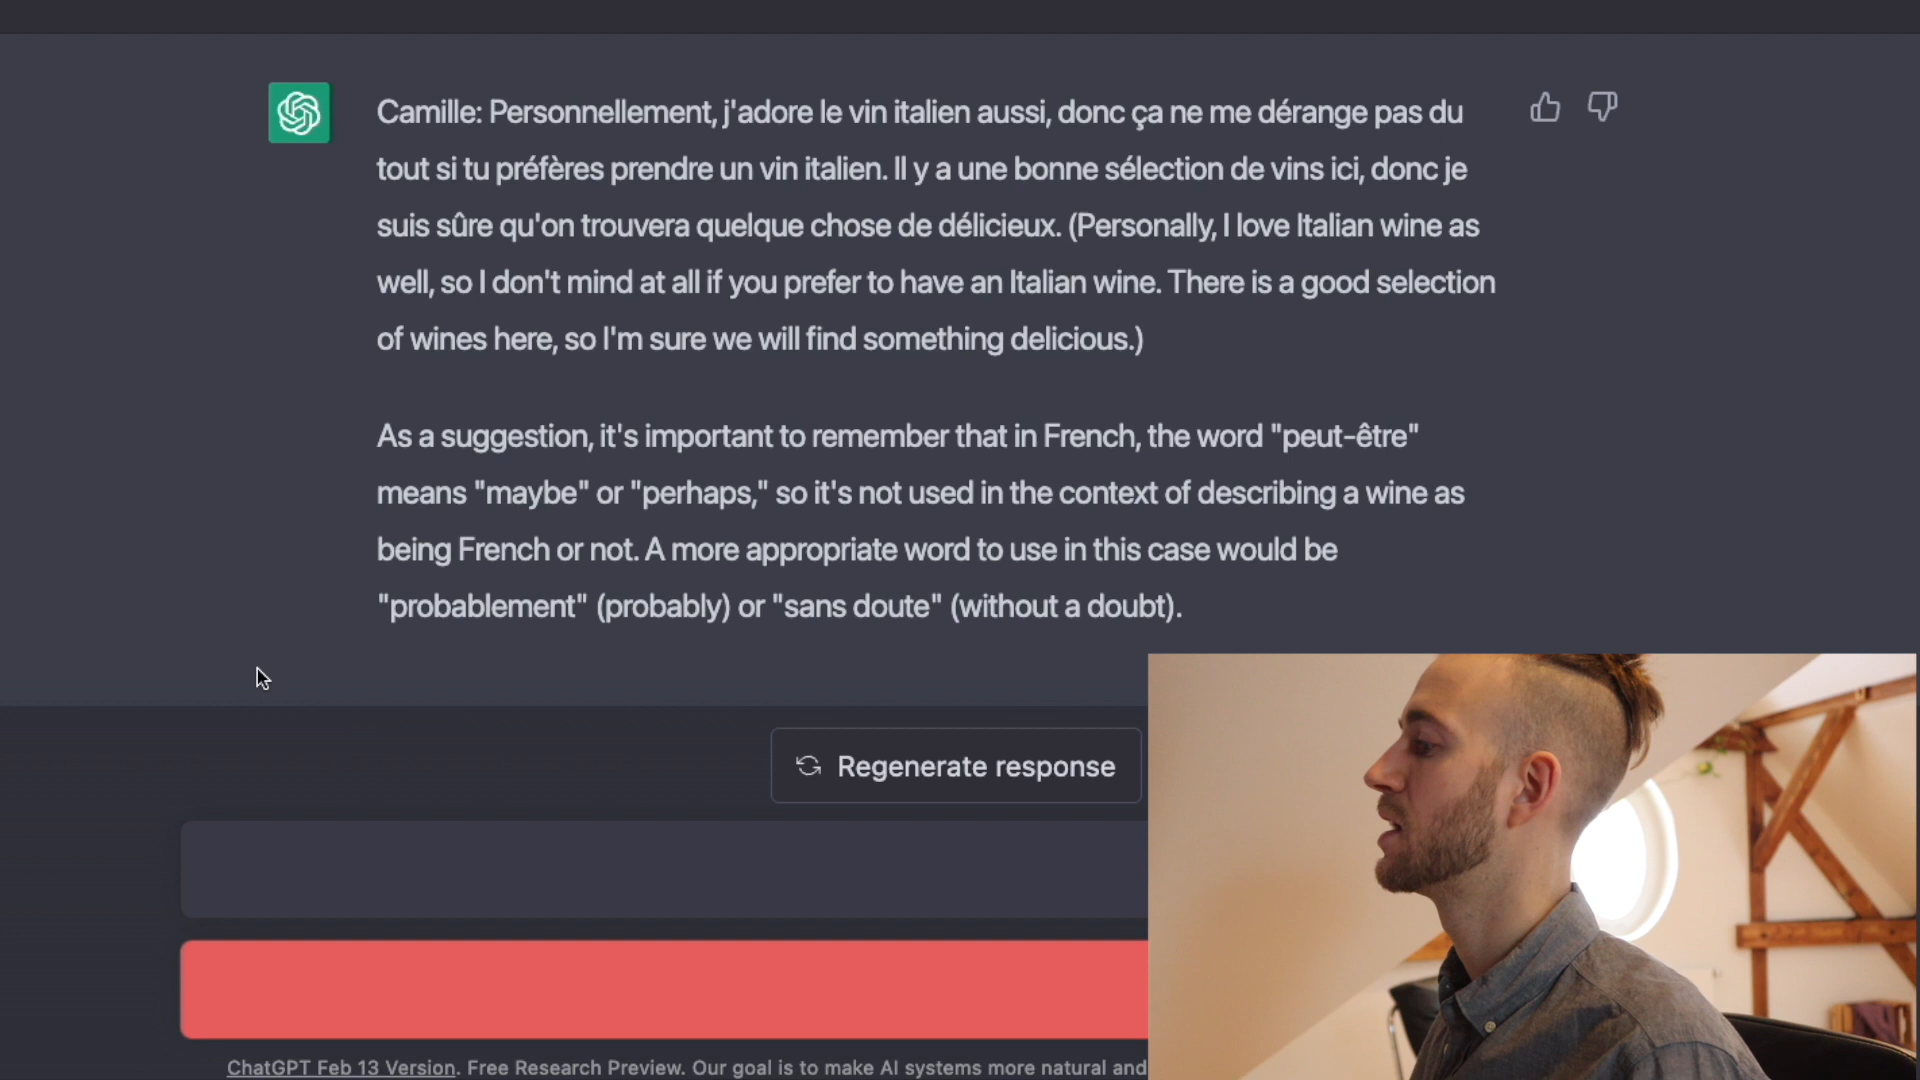 Camille: Personnellement, j'adore le vin italien aussi, donc ça ne me dérange pas du
tout si tu préfères prendre un vin italien. Il y a une bonne sélection de vins ici, donc je
suis sûre qu'on trouvera quelque chose de délicieux. (Personally, I love Italian wine as
well, so I don't mind at all if you prefer to have an Italian wine. There is a good selection
of wines here, so I'm sure we will find something delicious.)
As a suggestion, it's important to remember that in French, the word "peut-être"
means "maybe" or "perhaps," so it's not used in the context of describing a wine as
being French or not. A more appropriate word to use in this case would be
"probablement" (probably) or "sans doute" (without a doubt).
Regenerate response
ChatGPT Feb 13 Version. Free Research Preview. Our goal is to make AI systems more natural and